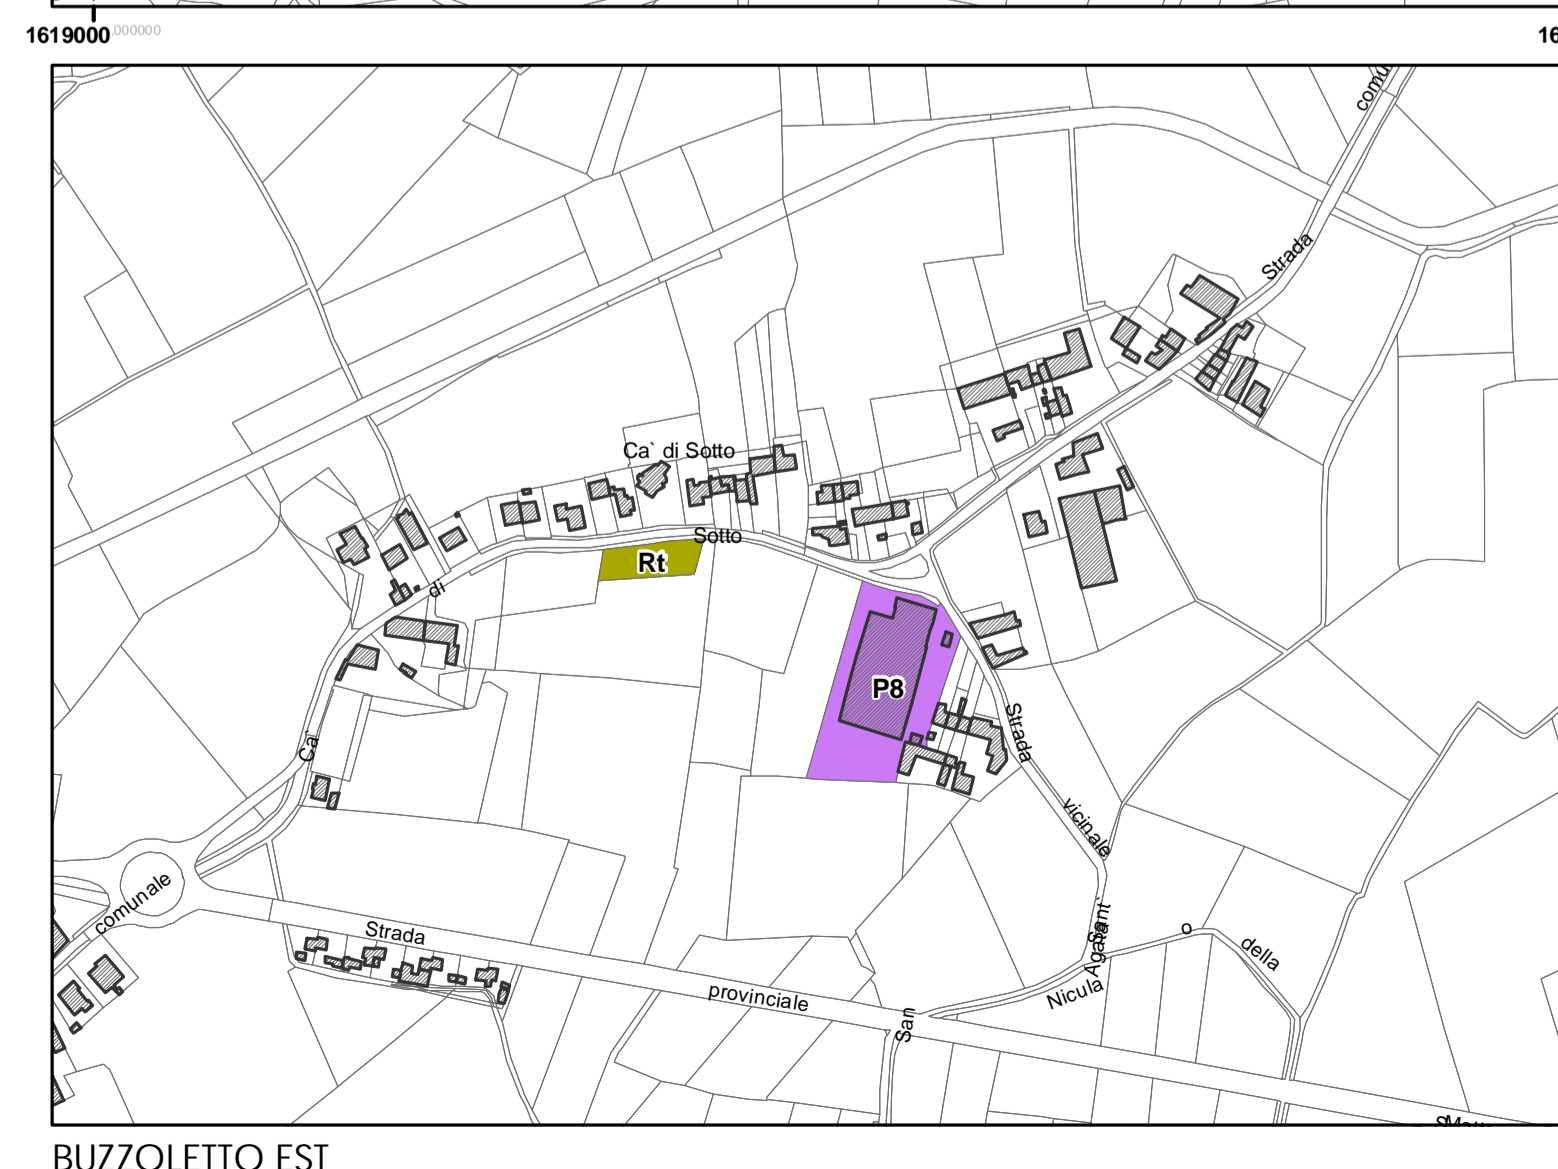 1619000,000000
16
comu
Strada
Ca` di Sotto
Sotto
Rt
di
P8
Strada
Ca`
vicinale
comunale
Strada
Sant`
Agata
o
della
Nicula
provinciale
San
BUZZOLETTO EST